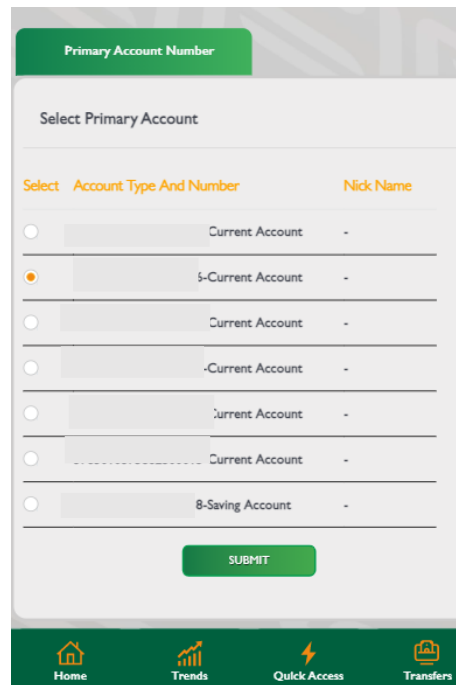 Primary Account Number
Select Primary Account
Select Account Type And Number Nick Name
Current Account -
6-Current Account -
Current Account -
-Current Account -
Current Account -
Current Account -
8-Saving Account -
SUBMIT
Home Trends Quick Access Transfers